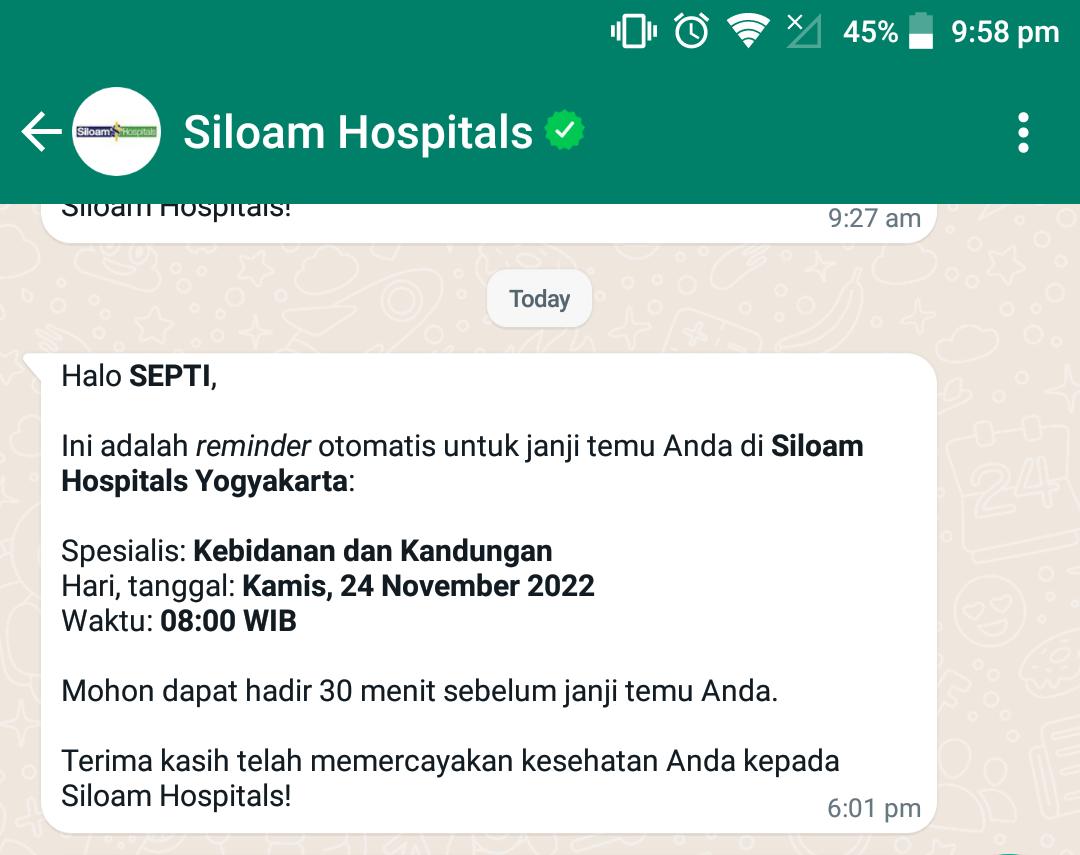 45% 9:58 pm
Siloam Hospitals
Siloam Hospitals
Siloam Hospitals!
9:27 am
Today
Halo SEPTI,
Ini adalah reminder otomatis untuk janji temu Anda di Siloam
Hospitals Yogyakarta:
Spesialis: Kebidanan dan Kandungan
Hari, tanggal: Kamis, 24 November 2022
Waktu: 08:00 WIB
Mohon dapat hadir 30 menit sebelum janji temu Anda.
Terima kasih telah memercayakan kesehatan Anda kepada
Siloam Hospitals!
6:01 pm
24